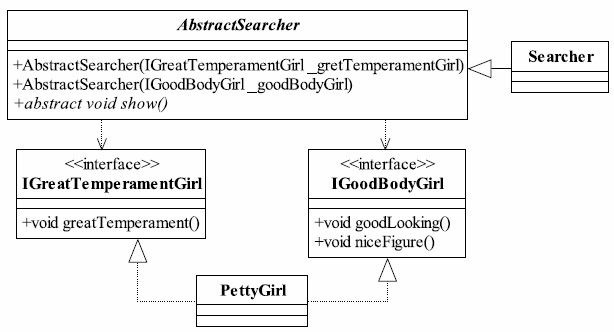 AbstractSearcher
+AbstractSearcher(IGreatTemperamentGirl _gretTemperamentGirl)
+AbstractSearcher(IGoodBodyGirl _goodBodyGirl)
+abstract void show()
Searcher
<<interface>>
IGreatTemperamentGirl
+void greatTemperament()
<<interface>>
IGoodBodyGirl
+void goodLooking()
+void niceFigure()
PettyGirl